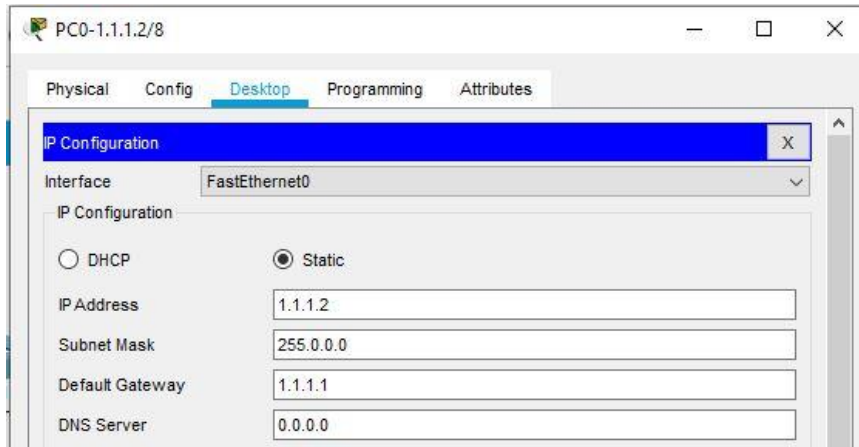 PC0-1.1.1.2/8
Physical Config Desktop Programming Attributes
IP Configuration X
Interface FastEthernet0
IP Configuration
DHCP Static
IP Address 1.1.1.2
Subnet Mask 255.0.0.0
Default Gateway 1.1.1.1
DNS Server 0.0.0.0